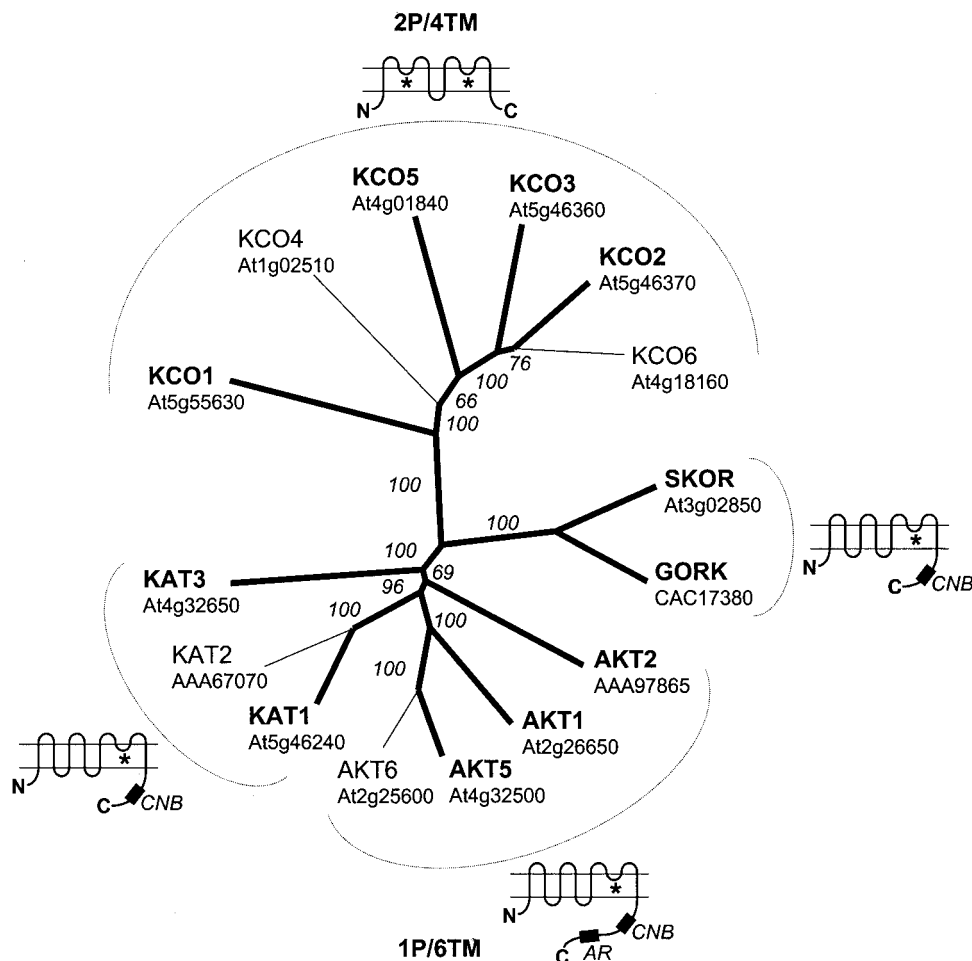 2P/4TM
*
*
N
C
KCO5
At4g01840
KCO3
At5g46360
KCO4
At1g02510
KCO2
At5g46370
KCO6
At4g18160
76
100
66
100
KCO1
At5g55630
100
SKOR
At3g02850
100
GORK
CAC17380
*
N
C
CNB
100
69
96
KAT3
At4g32650
100
100
KAT2
AAA67070
100
AKT2
AAA97865
KAT1
At5g46240
AKT1
At2g26650
AKT6
At2g25600
AKT5
At4g32500
*
N
C
CNB
*
N
CNB
AR
C
1P/6TM